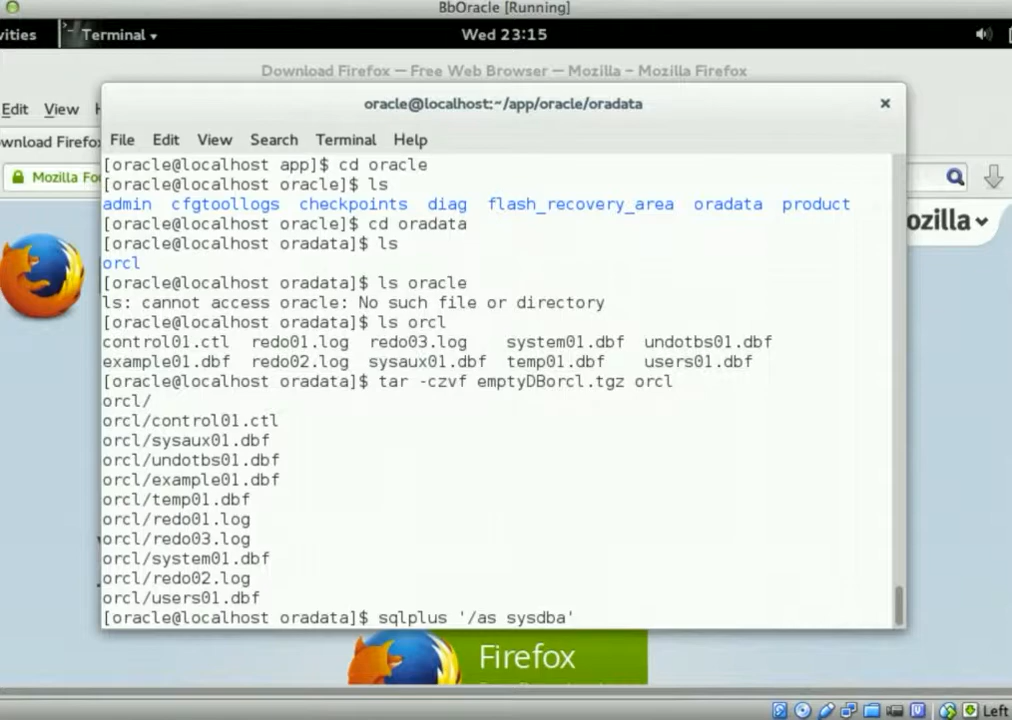 BbOracle [Running]
vities Terminal Wed 23:15
Download Firefox — Free Web Browser — Mozilla – Mozilla Firefox
Edit View
oracle@localhost:~/app/oracle/oradata
wnload Firefo
File Edit View Search Terminal Help
Mozilla Fo
ozilla
[oracle@localhost app]$ cd oracle
[oracle@localhost oracle]$ ls
admin cfgtoollogs checkpoints diag flash_recovery_area oradata product
[oracle@localhost oracle]$ cd oradata
[oracle@localhost oradata]$ ls
orcl
[oracle@localhost oradata]$ ls oracle
ls: cannot access oracle: No such file or directory
[oracle@localhost oradata]$ ls orcl
control01.ctl redo01.log redo03.log system01.dbf undotbs01.dbf
example01.dbf redo02.log sysaux01.dbf temp01.dbf users01.dbf
[oracle@localhost oradata]$ tar -czvf emptyDBorcl.tgz orcl
orcl/
orcl/control01.ctl
orcl/sysaux01.dbf
orcl/undotbs01.dbf
orcl/example01.dbf
orcl/temp01.dbf
orcl/redo01.log
orcl/redo03.log
orcl/system01.dbf
orcl/redo02.log
orcl/users01.dbf
[oracle@localhost oradata]$ sqlplus '/as sysdba'
Firefox
Left